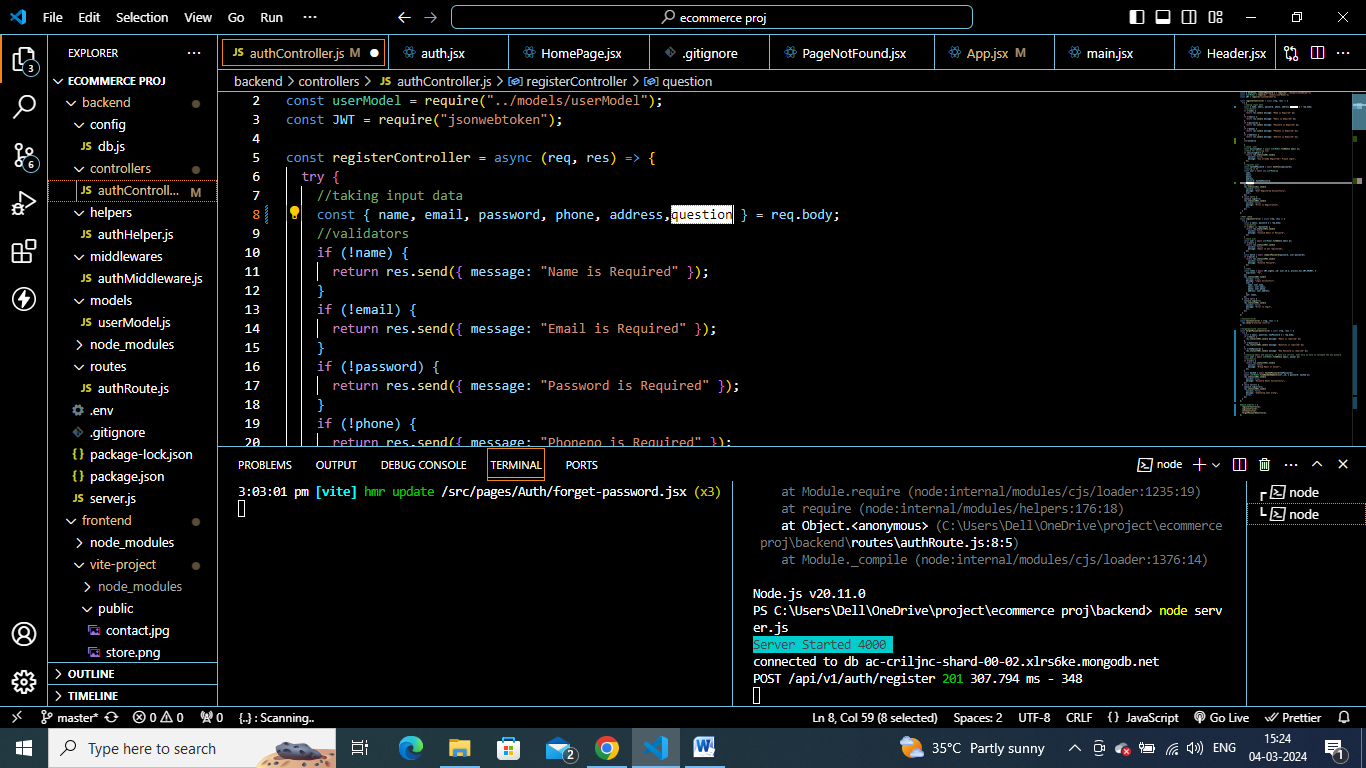 File Edit Selection View Go Run ··· ecommerce proj
EXPLORER ···
ECOMMERCE PROJ
backend
config
JS db.js
controllers
JS authControll... M
helpers
JS authHelper.js
middlewares
JS authMiddleware.js
models
JS userModel.js
node_modules
routes
JS authRoute.js
.env
.gitignore
{} package-lock.json
{} package.json
JS server.js
frontend
node_modules
vite-project
node_modules
public
contact.jpg
store.png
OUTLINE
TIMELINE
3
6
JS authController.js M ● auth.jsx HomePage.jsx .gitignore PageNotFound.jsx App.jsx M main.jsx Header.jsx
backend > controllers > JS authController.js > registerController > question
2 const userModel = require("../models/userModel");
3 const JWT = require("jsonwebtoken");
4
5 const registerController = async (req, res) => {
6 try {
7 //taking input data
8 const { name, email, password, phone, address,question } = req.body;
9 //validators
10 if (!name) {
11 return res.send({ message: "Name is Required" });
12 }
13 if (!email) {
14 return res.send({ message: "Email is Required" });
15 }
16 if (!password) {
17 return res.send({ message: "Password is Required" });
18 }
19 if (!phone) {
20 return res.send({ message: "Phoneno is Required" });
PROBLEMS OUTPUT DEBUG CONSOLE TERMINAL PORTS node
3:03:01 pm [vite] hmr update /src/pages/Auth/forget-password.jsx (x3)
at Module.require (node:internal/modules/cjs/loader:1235:19)
at require (node:internal/modules/helpers:176:18)
at Object.<anonymous> (C:\Users\Dell\OneDrive\project\ecommerce
proj\backend\routes\authRoute.js:8:5)
at Module._compile (node:internal/modules/cjs/loader:1376:14)
Node.js v20.11.0
PS C:\Users\Dell\OneDrive\project\ecommerce proj\backend> node serv
er.js
Server Started 4000
connected to db ac-criljnc-shard-00-02.xlrs6ke.mongodb.net
POST /api/v1/auth/register 201 307.794 ms - 348
node
node
master* 0 0 0 {..} : Scanning.. Ln 8, Col 59 (8 selected) Spaces: 2 UTF-8 CRLF {} JavaScript Go Live Prettier
Type here to search 2 35°C Partly sunny ENG 15:24
04-03-2024 1